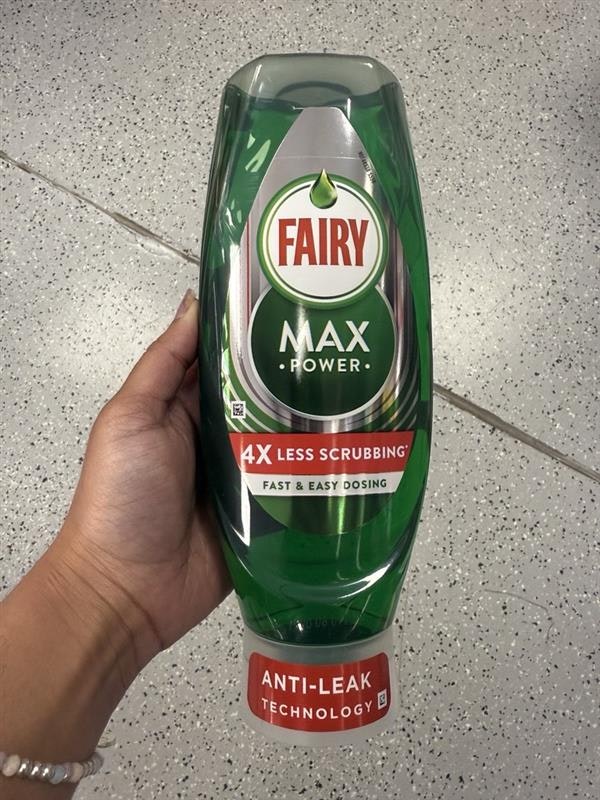 FAIRY
MAX
•POWER•
4X LESS SCRUBBING*
FAST & EASY DOSING
ANTI-LEAK
TECHNOLOGY